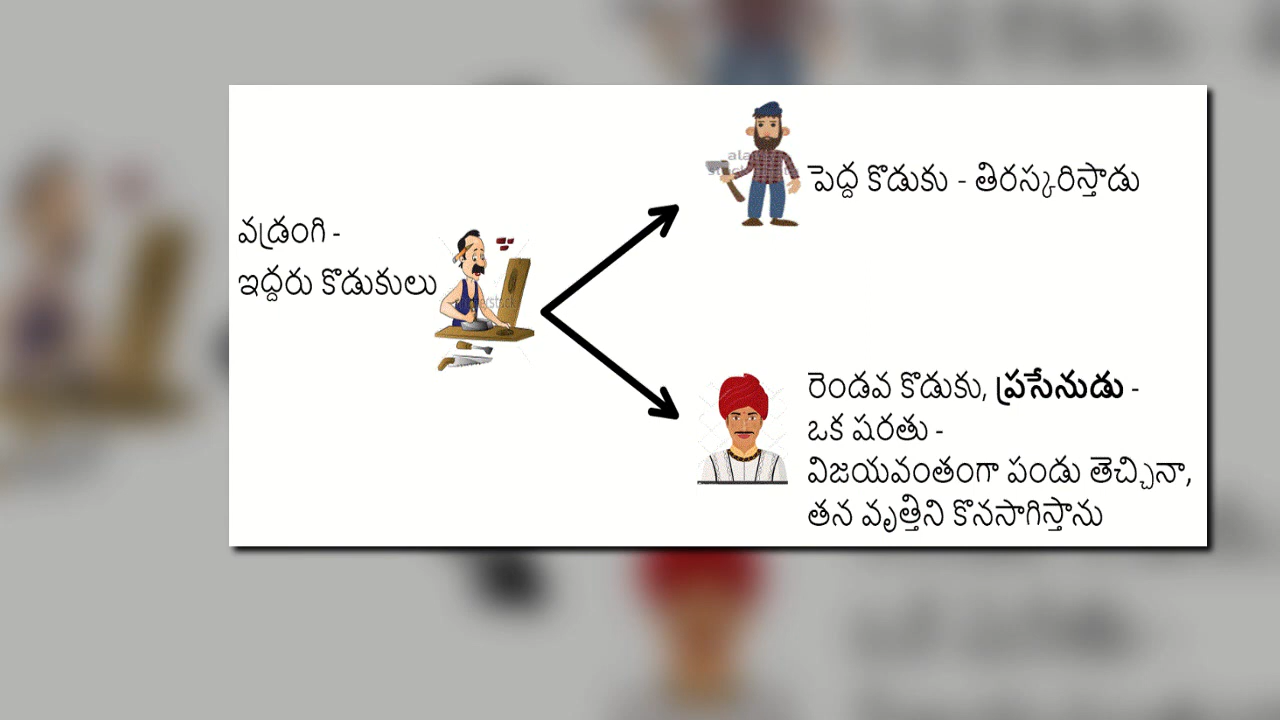 వడ్రంగి -
ఇద్దరు కొడుకులు
పెద్ద కొడుకు - తిరస్కరిస్తాడు
రెండవ కొడుకు, ప్రసేనుడు -
ఒక షరతు -
విజయవంతంగా పండు తెచ్చినా,
తన వృత్తిని కొనసాగిస్తాను